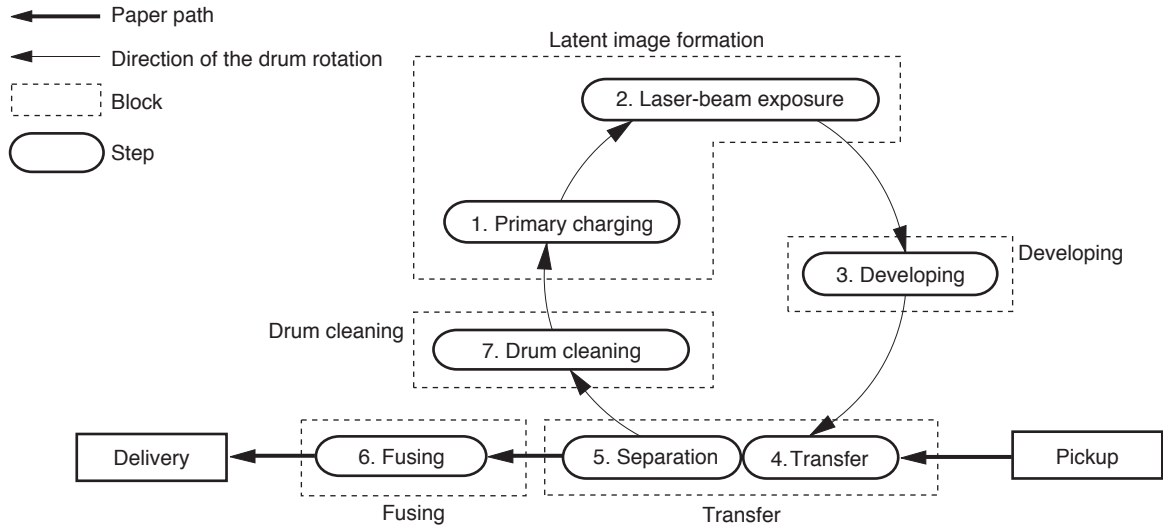 Paper path
Direction of the drum rotation
Block
Step
Latent image formation
2. Laser-beam exposure
1. Primary charging
3. Developing
Developing
Drum cleaning
7. Drum cleaning
Delivery
6. Fusing
5. Separation
4.Transfer
Pickup
Fusing
Transfer